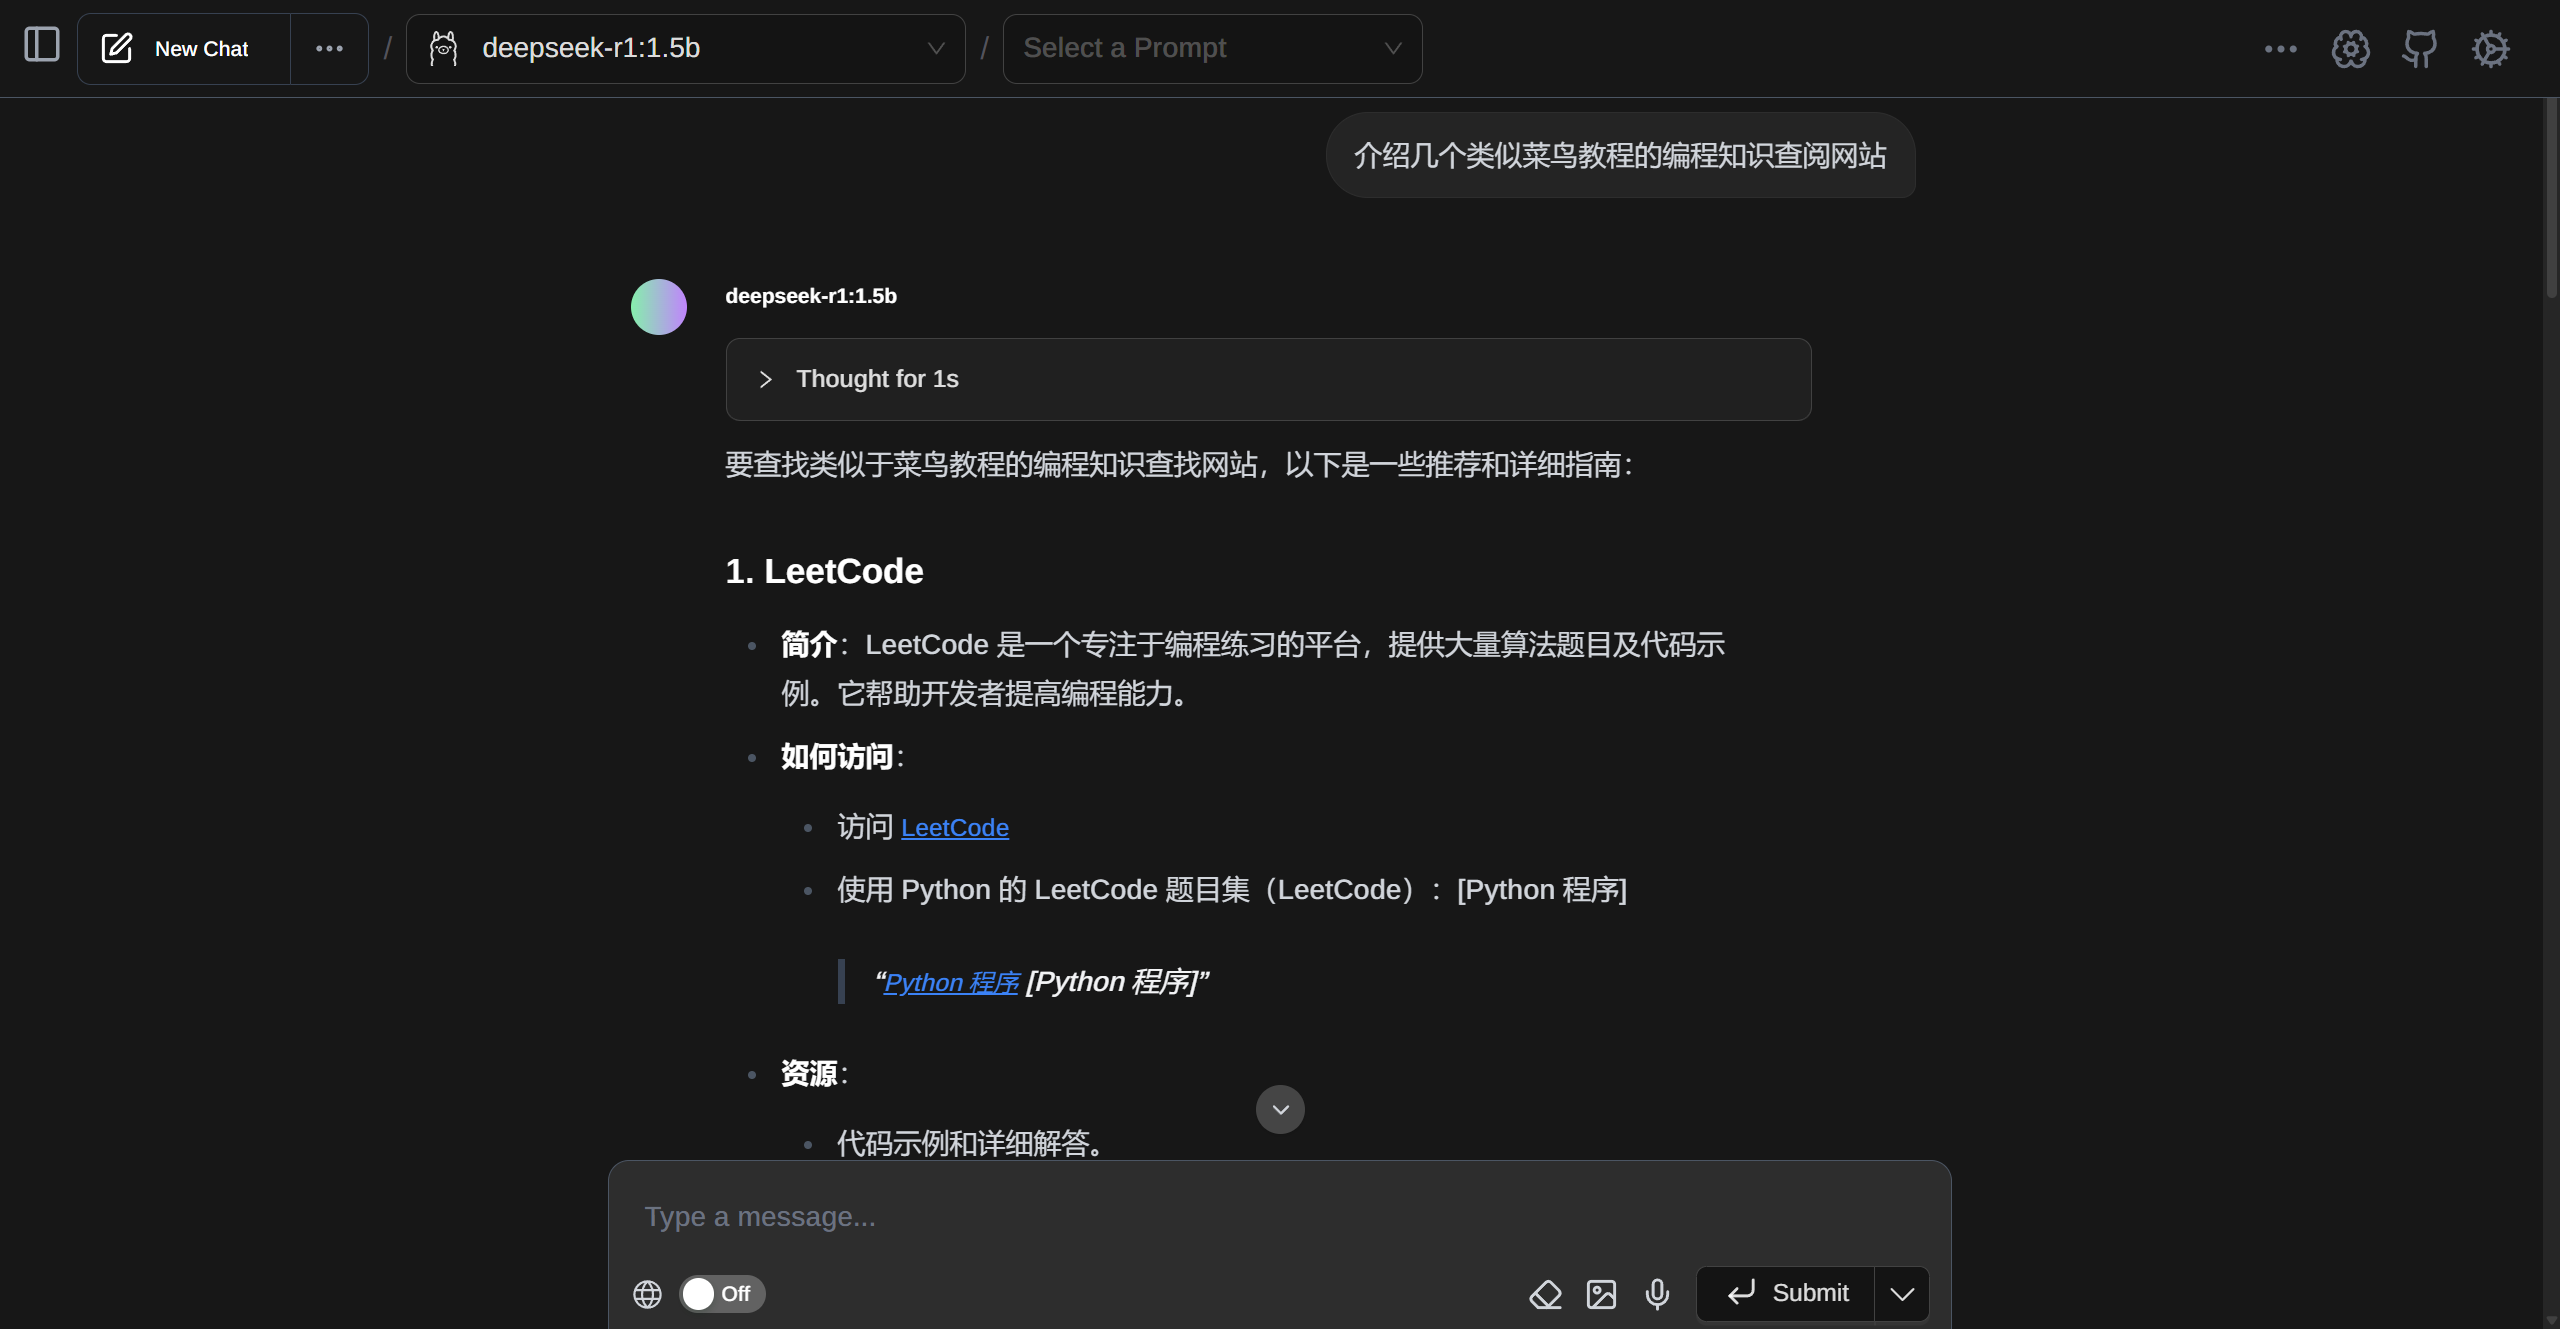 New Chat
deepseek-r1:1.5b
Select a Prompt
介绍几个类似菜鸟教程的编程知识查阅网站
deepseek-r1:1.5b
Thought for 1s
要查找类似于菜鸟教程的编程知识查找网站，以下是一些推荐和详细指南：
1. LeetCode
简介：LeetCode 是一个专注于编程练习的平台，提供大量算法题目及代码示
例。它帮助开发者提高编程能力。
如何访问：
访问 LeetCode
使用 Python 的 LeetCode 题目集（LeetCode）：[Python 程序]
“Python 程序 [Python 程序]”
资源：
代码示例和详细解答。
Type a message...
Off
Submit